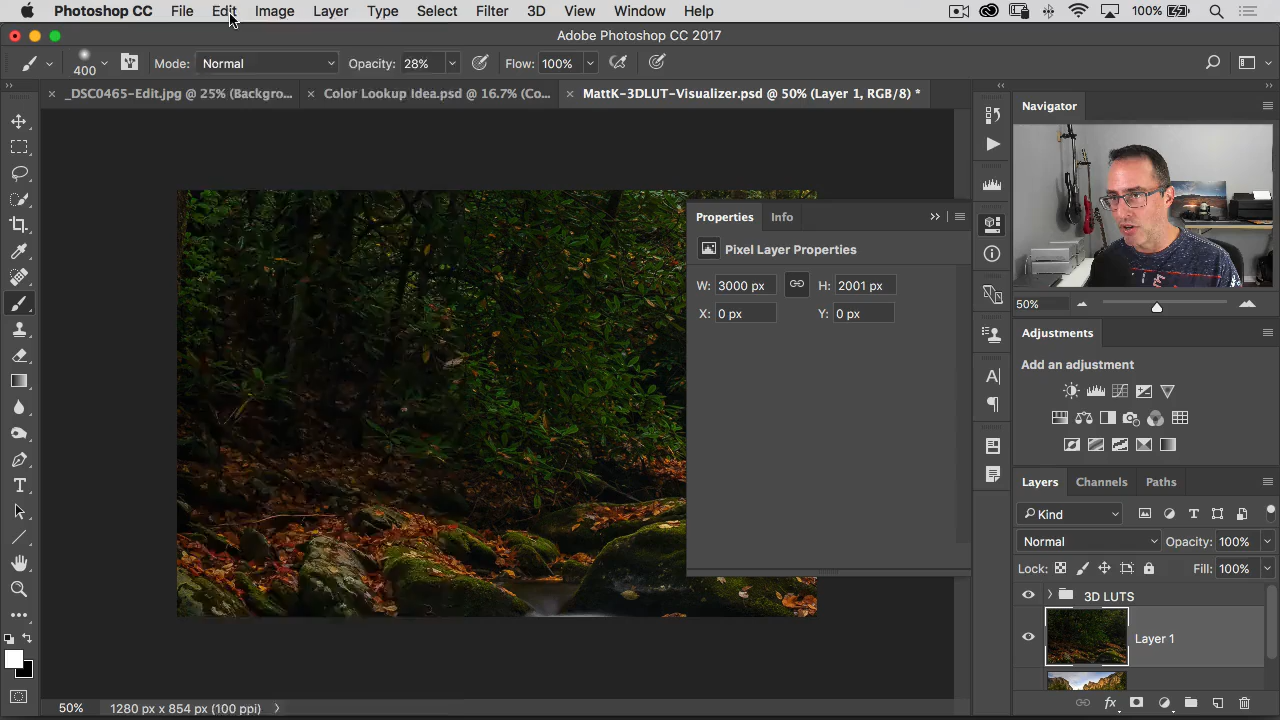 Photoshop CC File Edit Image Layer Type Select Filter 3D View Window Help 100%
Adobe Photoshop CC 2017
400 Mode: Normal Opacity: 28% Flow: 100%
_DSC0465-Edit.jpg @ 25% (Backgro... Color Lookup Idea.psd @ 16.7% (Co... MattK-3DLUT-Visualizer.psd @ 50% (Layer 1, RGB/8) *
Navigator
Properties Info
Pixel Layer Properties
W: 3000 px H: 2001 px
X: 0 px Y: 0 px
50%
Adjustments
Add an adjustment
Layers Channels Paths
Kind
Normal Opacity: 100%
Lock: Fill: 100%
3D LUTS
Layer 1
50% 1280 px x 854 px (100 ppi)